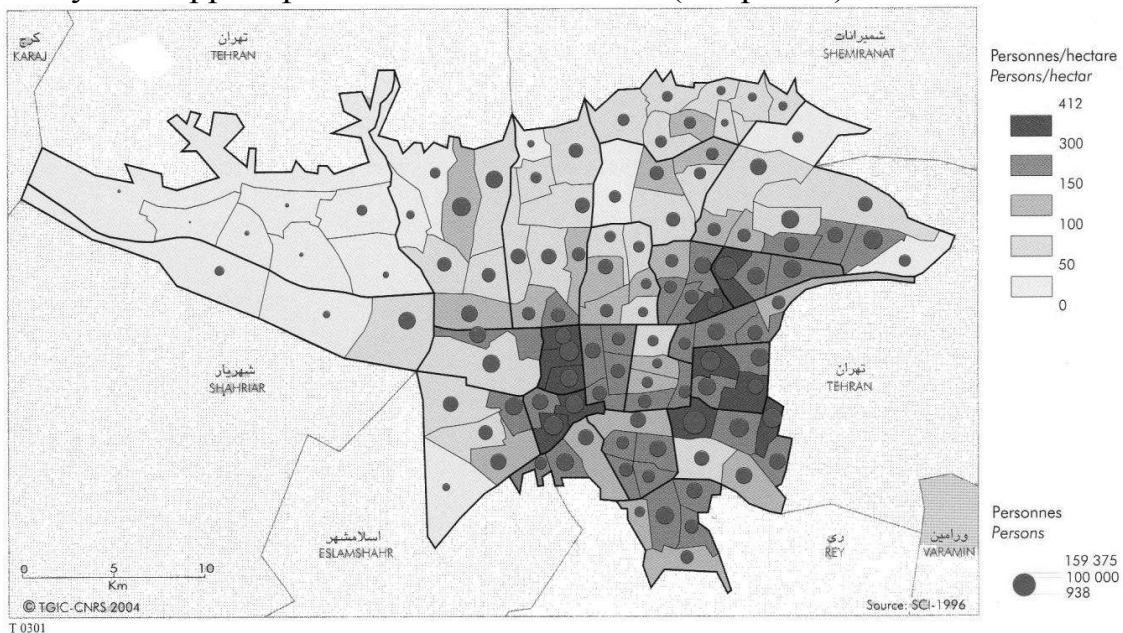 کرج
KARAJ
تهران
TEHRAN
شمیرانات
SHEMIRANAT
Personnes/hectare
Persons/hectar
412
300
150
100
50
0
شهریار
SHAHRIAR
تهران
TEHRAN
اسلامشهر
ESLAMSHAHR
ري
REY
ورامین
VARAMIN
Personnes
Persons
159 375
100 000
938
0 5 10
Km
© TGIC-CNRS 2004
Source: SCI-1996
T 0301